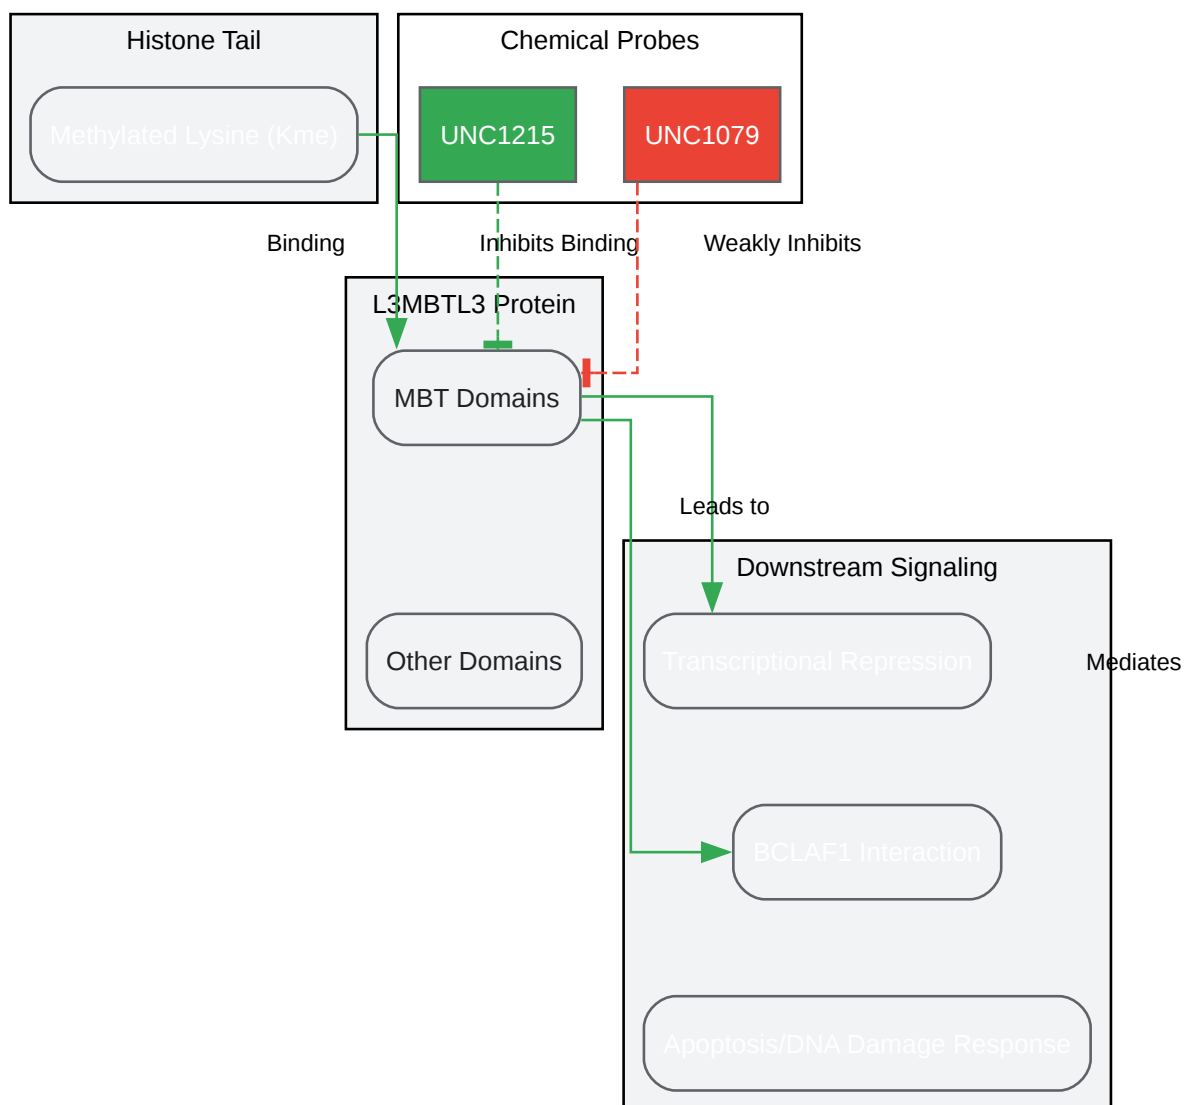 Histone Tail
Chemical Probes
Methylated Lysine (Kme)
UNC1215
UNC1079
Binding
Inhibits Binding
Weakly Inhibits
L3MBTL3 Protein
MBT Domains
Leads to
Downstream Signaling
Other Domains
Transcriptional Repression
Mediates
BCLAF1 Interaction
Apoptosis/DNA Damage Response